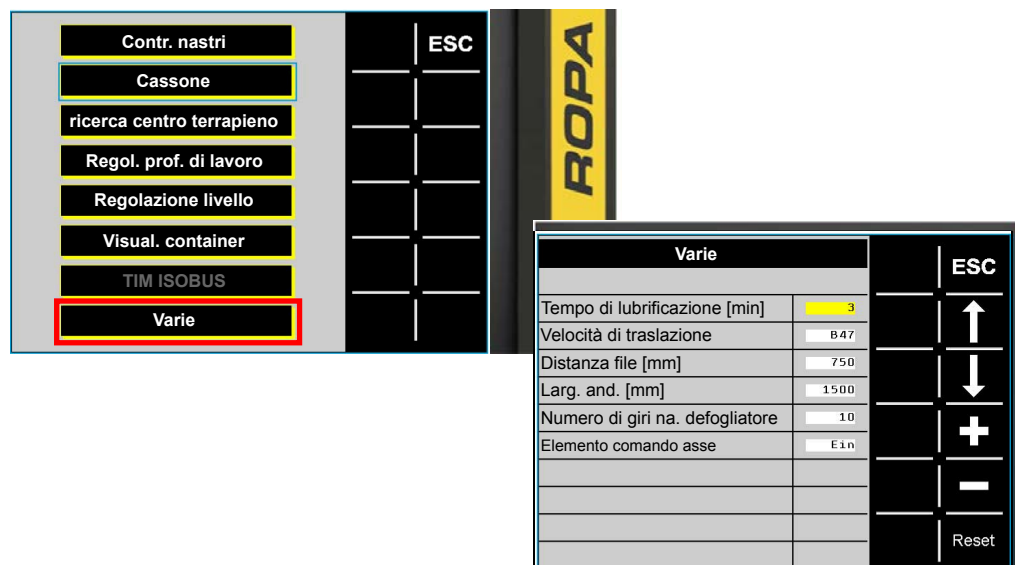 Contr. nastri
ESC
Cassone
ricerca centro terrapieno
Regol. prof. di lavoro
Regolazione livello
Visual. container
TIM ISOBUS
Varie
ROPA
Varie
ESC
Tempo di lubrificazione [min] 3
Velocità di traslazione B47
Distanza file [mm] 750
Larg. and. [mm] 1500
Numero di giri na. defogliatore 10
Elemento comando asse Ein
Reset